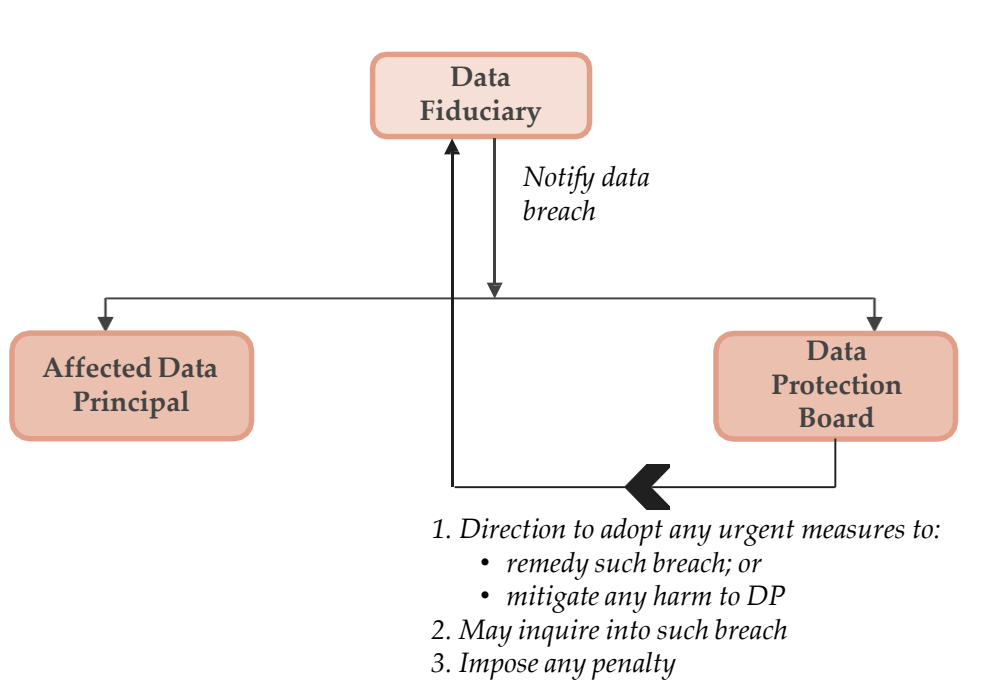 Data
Fiduciary
Notify data
breach
Affected Data
Principal
Data
Protection
Board
1. Direction to adopt any urgent measures to:
• remedy such breach; or
• mitigate any harm to DP
2. May inquire into such breach
3. Impose any penalty